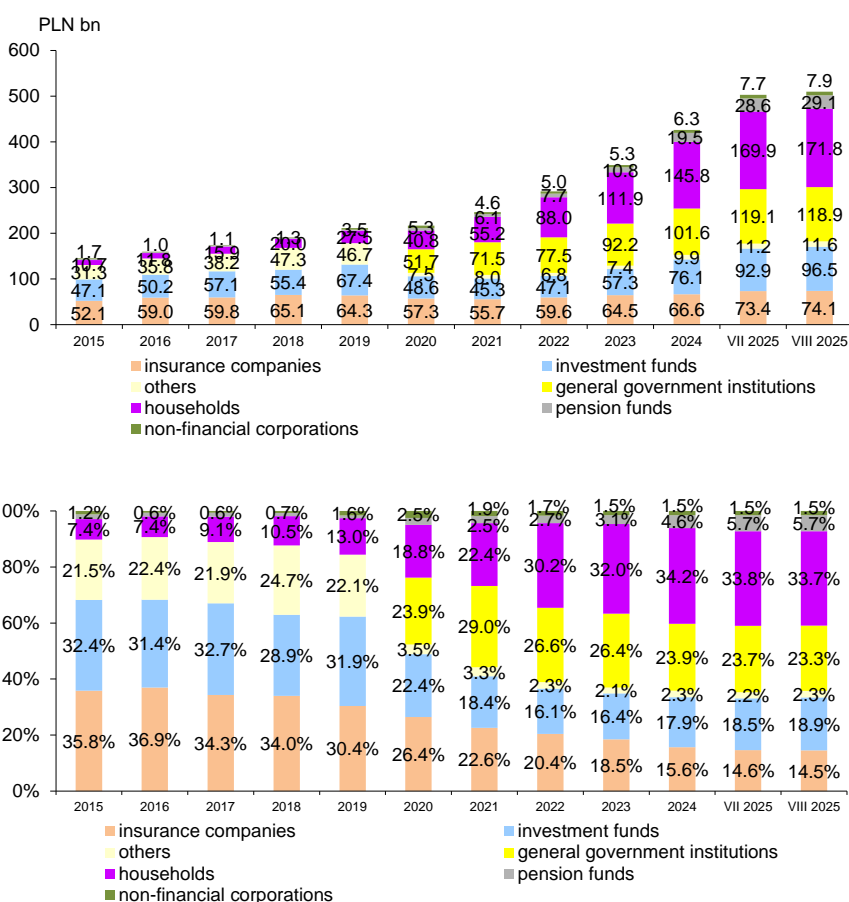 PLN bn
600
500
400
300
200
100
0
1.7 1.0 1.1 1.3 3.5 5.3 4.6 5.0 5.3 6.3 7.7 7.9
6.1 7.7 10.8 19.5 28.6 29.1
10.7 11.8 15.9 20.0 27.5 40.8 55.2 88.0 111.9 145.8 169.9 171.8
51.7 71.5 77.5 92.2 101.6 119.1 118.9
31.3 35.8 38.2 47.3 46.7 7.5 8.0 6.8 7.4 9.9 11.2 11.6
47.1 50.2 57.1 55.4 67.4 48.6 45.3 47.1 57.3 76.1 92.9 96.5
52.1 59.0 59.8 65.1 64.3 57.3 55.7 59.6 64.5 66.6 73.4 74.1
2015 2016 2017 2018 2019 2020 2021 2022 2023 2024 VII 2025 VIII 2025
insurance companies investment funds
others general government institutions
households pension funds
non-financial corporations
00%
80%
60%
40%
20%
0%
1.2% 0.6% 0.6% 0.7% 1.6% 2.5% 1.9% 1.7% 1.5% 1.5% 1.5% 1.5%
2.5% 2.7% 3.1% 4.6% 5.7% 5.7%
7.4% 7.4% 9.1% 10.5% 13.0% 18.8% 22.4% 30.2% 32.0% 34.2% 33.8% 33.7%
23.9% 29.0% 26.6% 26.4% 23.9% 23.7% 23.3%
21.5% 22.4% 21.9% 24.7% 22.1% 3.5% 3.3% 2.3% 2.1% 2.3% 2.2% 2.3%
32.4% 31.4% 32.7% 28.9% 31.9% 22.4% 18.4% 16.1% 16.4% 17.9% 18.5% 18.9%
35.8% 36.9% 34.3% 34.0% 30.4% 26.4% 22.6% 20.4% 18.5% 15.6% 14.6% 14.5%
2015 2016 2017 2018 2019 2020 2021 2022 2023 2024 VII 2025 VIII 2025
insurance companies investment funds
others general government institutions
households pension funds
non-financial corporations